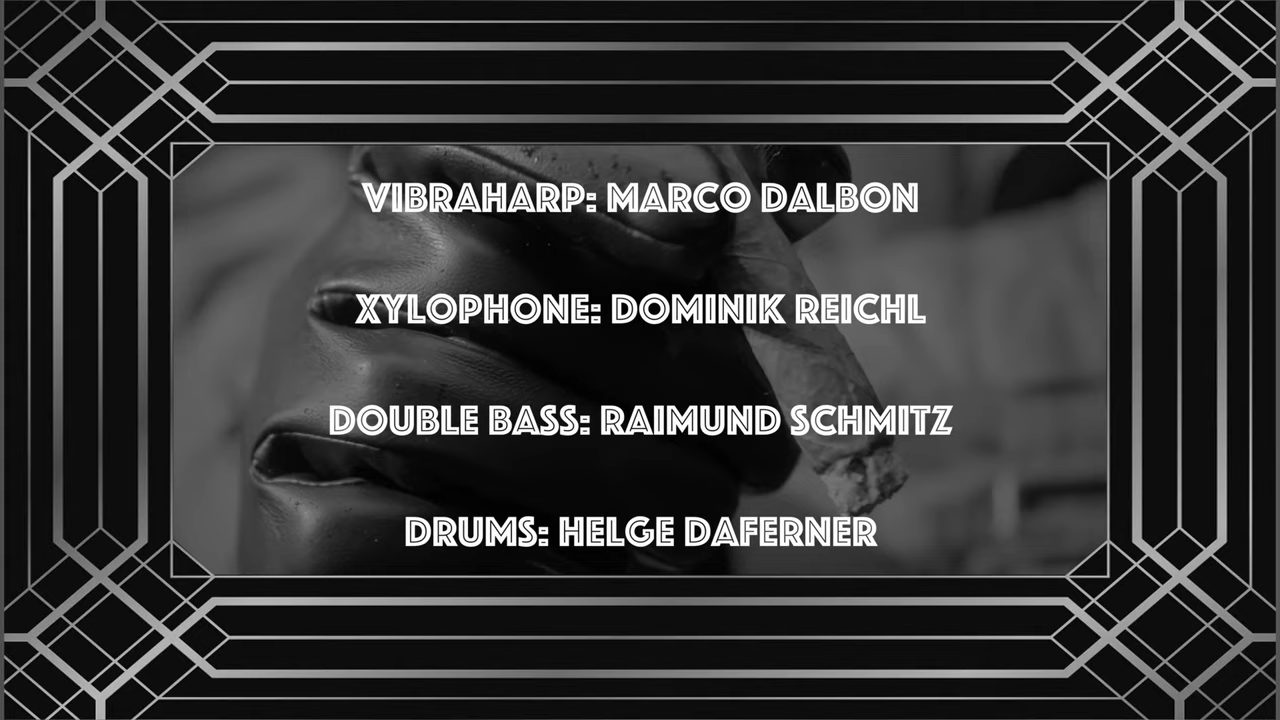 VIBRAHARP: MARCO DALBON
XYLOPHONE: DOMINIK REICHL
DOUBLE BASS: RAIMUND SCHMITZ
DRUMS: HELGE DAFERNER